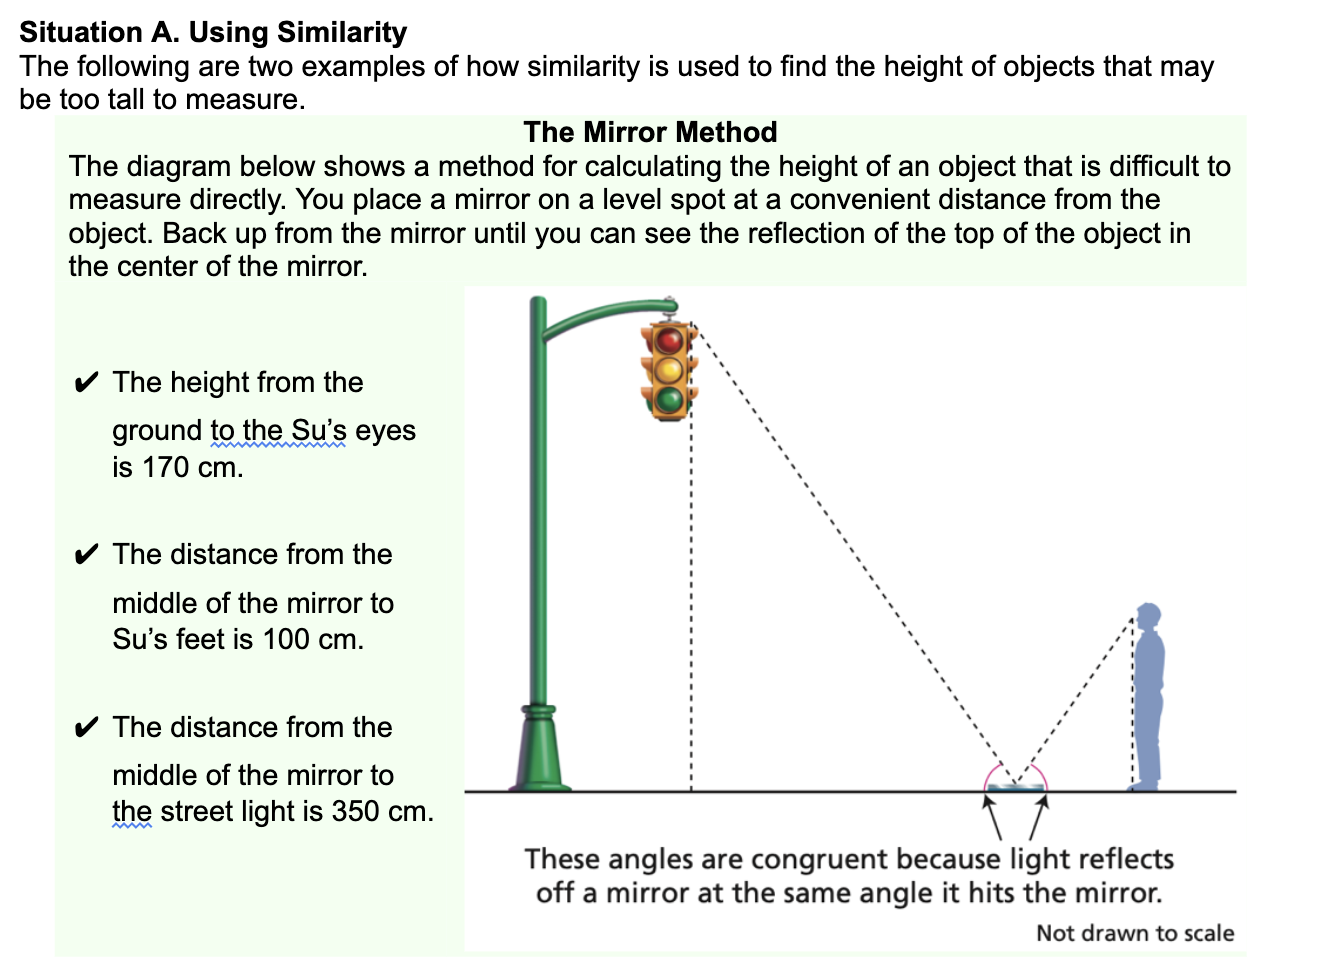 Situation A. Using Similarity
The following are two examples of how similarity is used to find the height of objects that may
be too tall to measure.
The Mirror Method
The diagram below shows a method for calculating the height of an object that is difficult to
measure directly. You place a mirror on a level spot at a convenient distance from the
object. Back up from the mirror until you can see the reflection of the top of the object in
the center of the mirror.
✔ The height from the
ground to the Su's eyes
is 170 cm.
✔ The distance from the
middle of the mirror to
Su's feet is 100 cm.
✔ The distance from the
middle of the mirror to
the street light is 350 cm.
These angles are congruent because light reflects
off a mirror at the same angle it hits the mirror.
Not drawn to scale